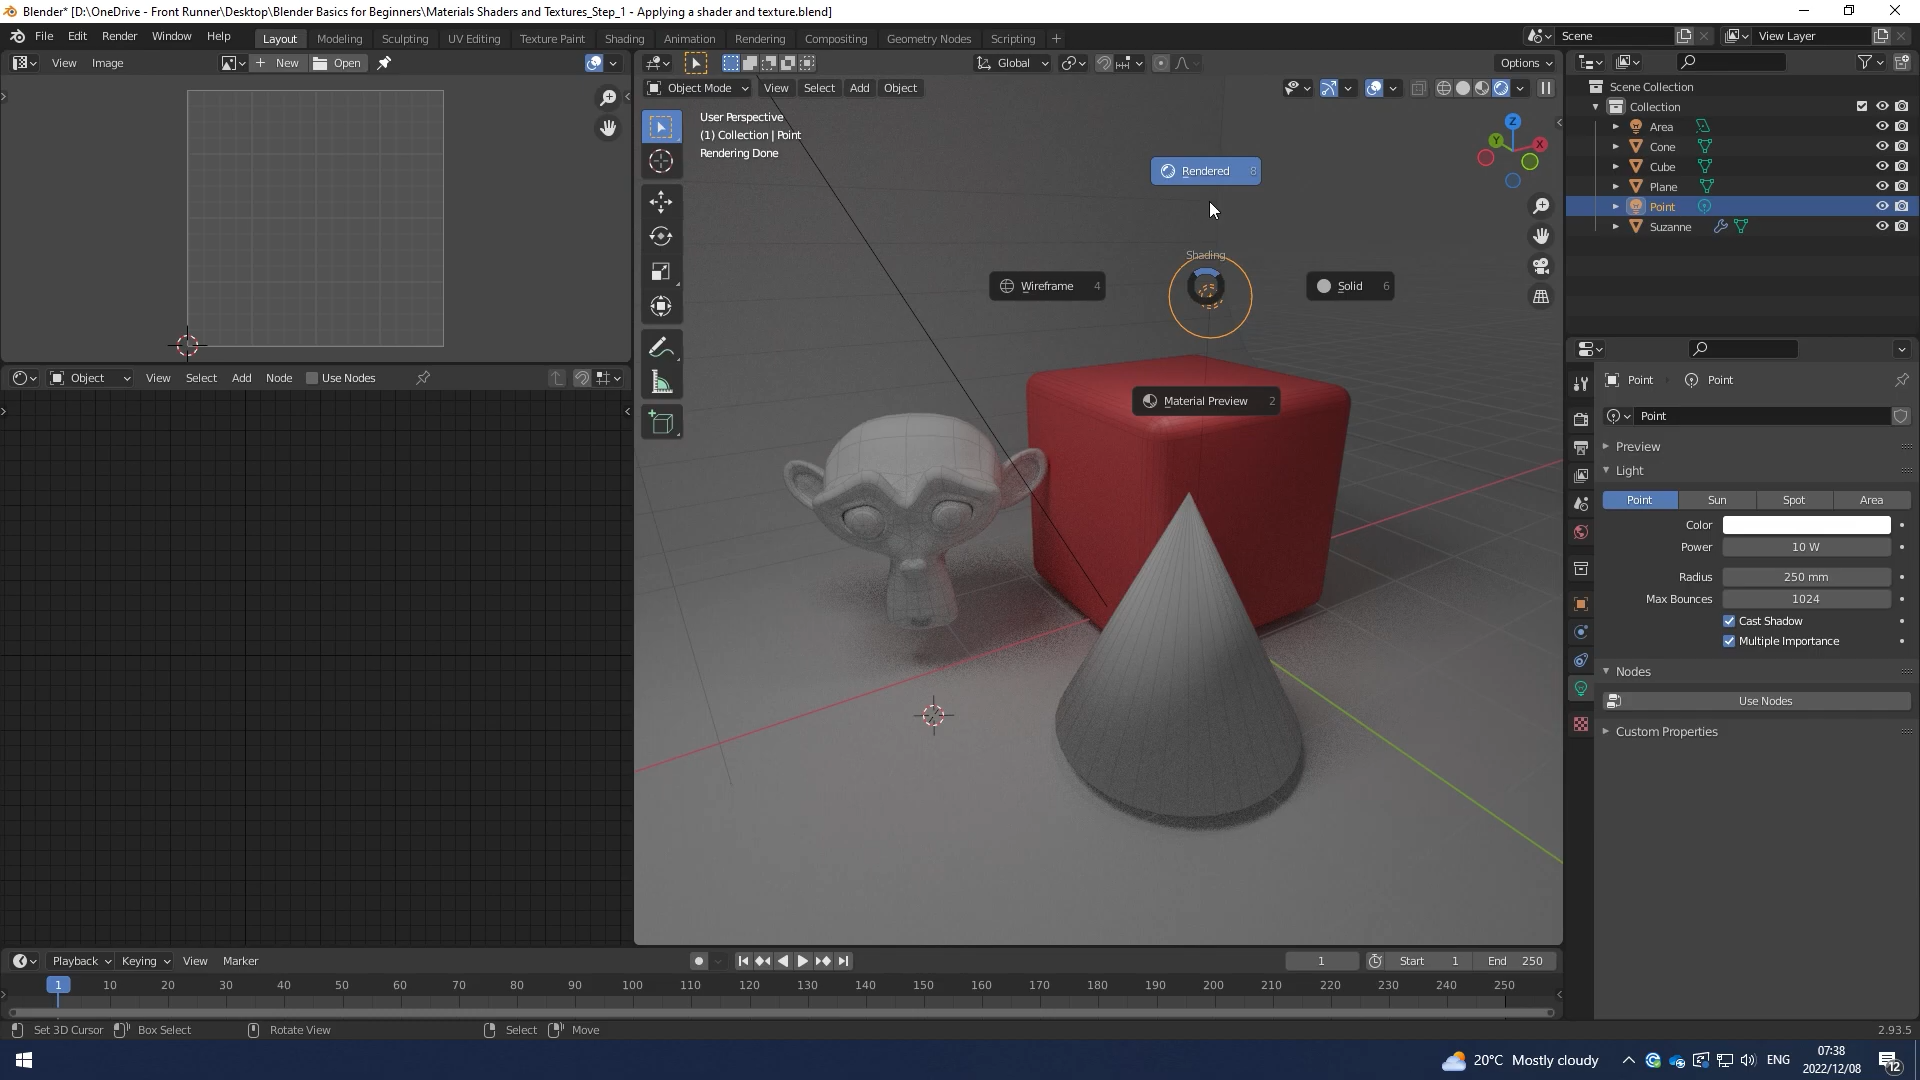 Blender* [D:\OneDrive - Front Runner\Desktop\Blender Basics for Beginners\Materials Shaders and Textures_Step_1 - Applying a shader and texture.blend]
File Edit Render Window Help Layout Modeling Sculpting UV Editing Texture Paint Shading Animation Rendering Compositing Geometry Nodes Scripting + Scene View Layer
View Image + New Open Global Options
Object Mode View Select Add Object
Scene Collection
Collection
Area
Cone
Cube
Plane
Point
Suzanne
User Perspective
(1) Collection | Point
Rendering Done
Z
Y
X
Rendered 8
Shading
Wireframe 4
Solid 6
Material Preview 2
Object View Select Add Node Use Nodes
Point Point
Point
Preview
Light
Point Sun Spot Area
Color
Power 10 W
Radius 250 mm
Max Bounces 1024
Cast Shadow
Multiple Importance
Nodes
Use Nodes
Custom Properties
Playback Keying View Marker 1 Start 1 End 250
1 10 20 30 40 50 60 70 80 90 100 110 120 130 140 150 160 170 180 190 200 210 220 230 240 250
Set 3D Cursor Box Select Rotate View Select Move 2.93.5
20°C Mostly cloudy ENG
07:38
2022/12/08
12